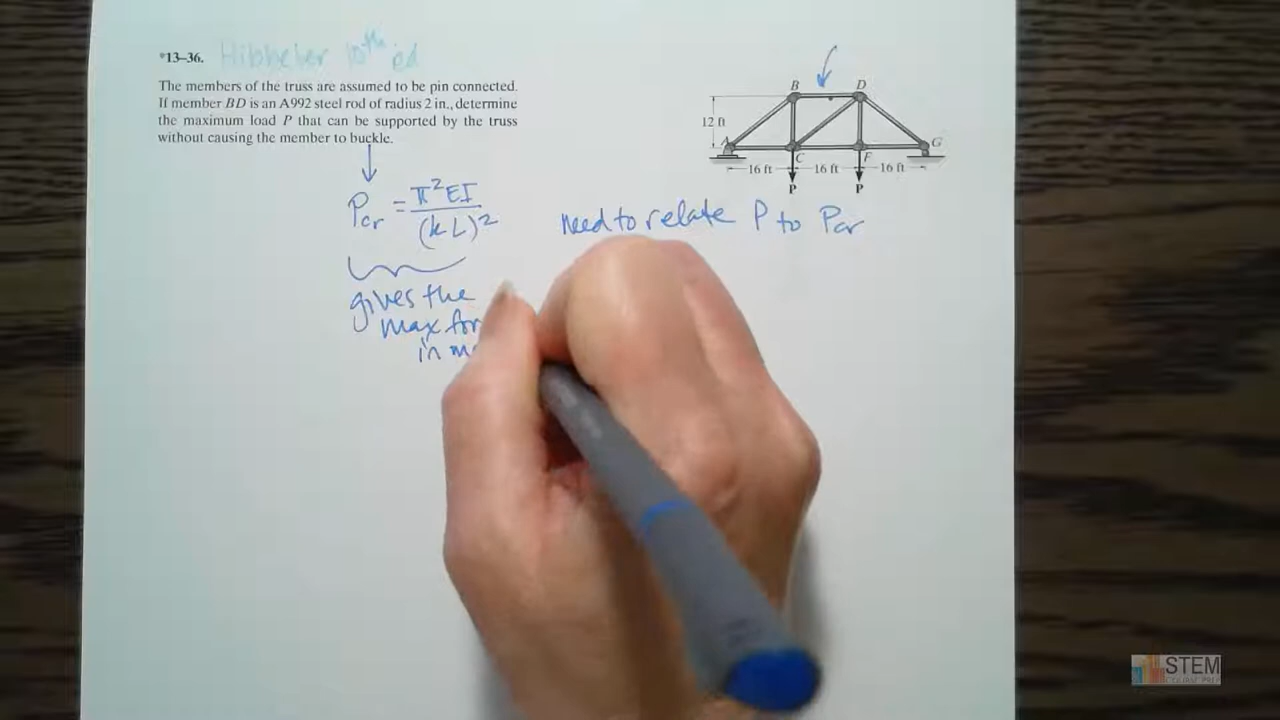 *13–36. Hibbeler 10th ed
The members of the truss are assumed to be pin connected.
If member BD is an A992 steel rod of radius 2 in., determine
the maximum load P that can be supported by the truss
without causing the member to buckle.
B D
12 ft
A G
C F
16 ft 16 ft 16 ft
P P
Pcr = π²EI
(kL)²
need to relate P to Pcr
gives the
max for
in m
STEM